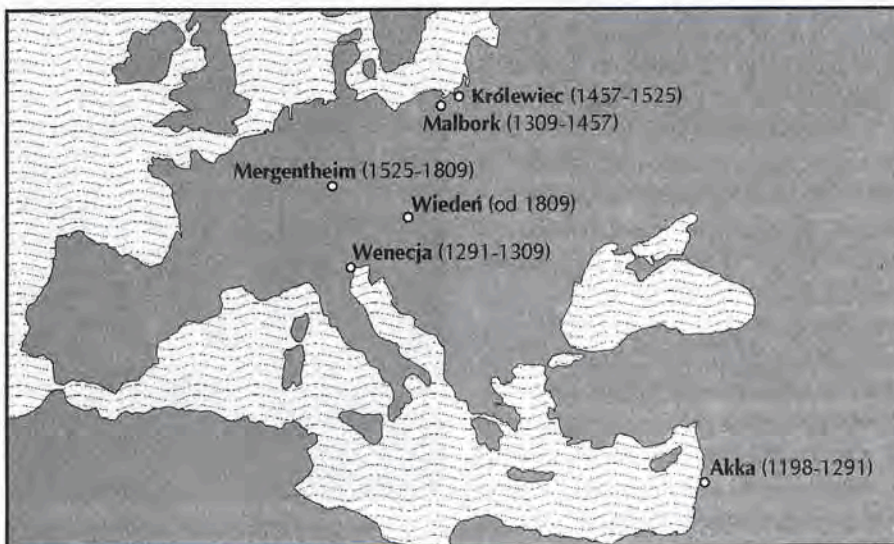 Królewiec (1457-1525)
Malbork (1309-1457)
Mergentheim (1525-1809)
Wiedeń (od 1809)
Wenecja (1291-1309)
Akka (1198-1291)